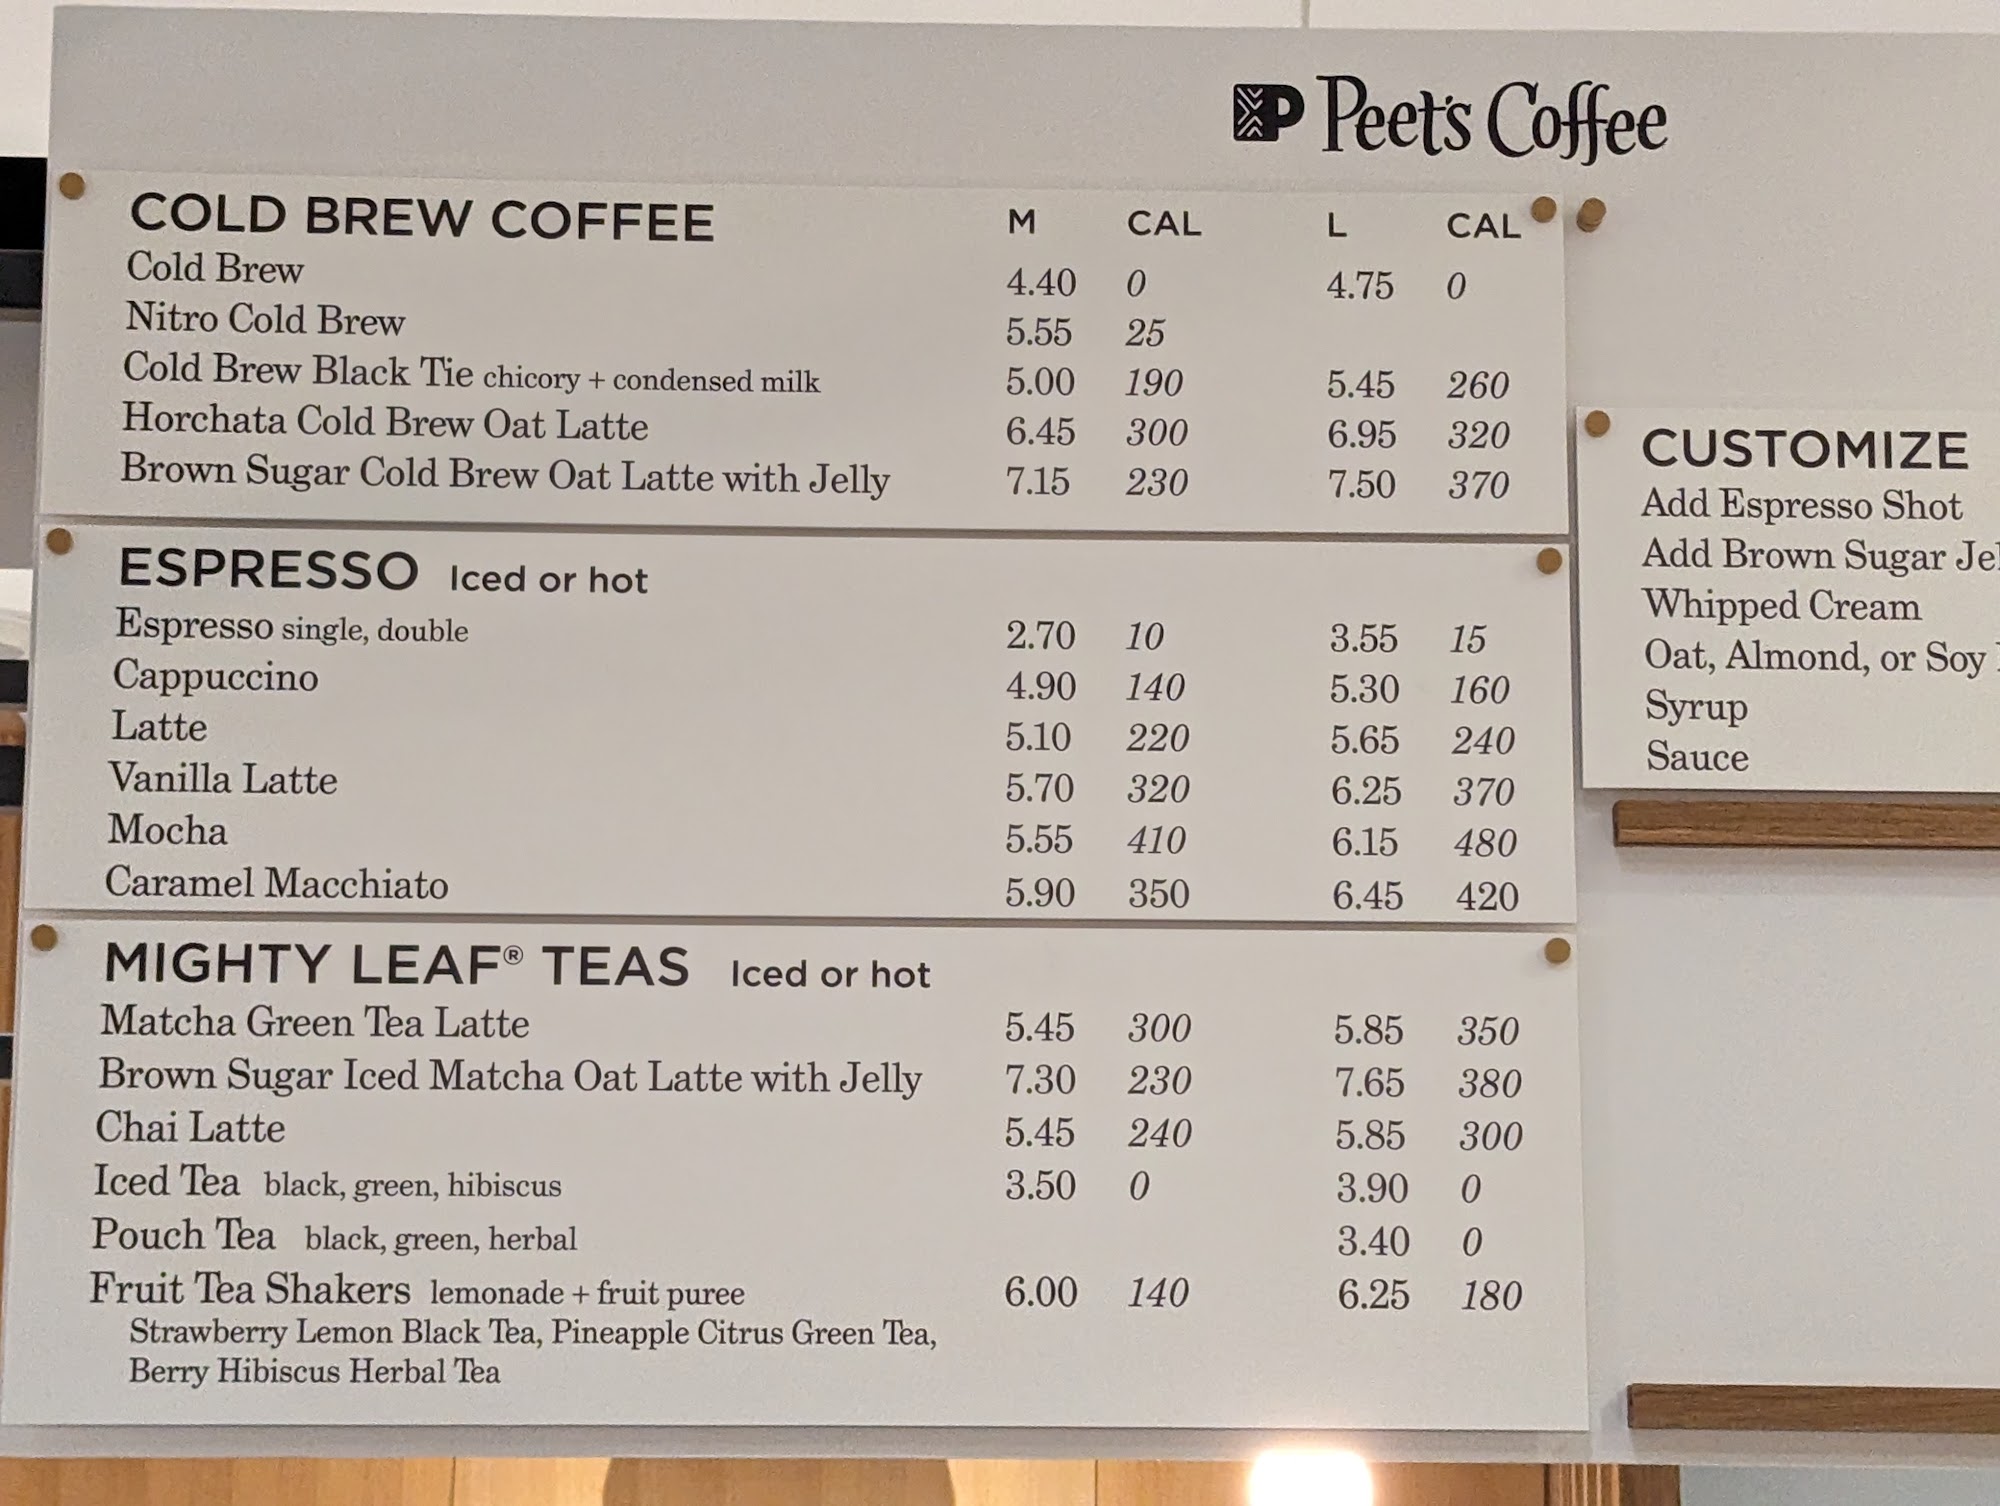 Peet's Coffee
COLD BREW COFFEE M CAL L CAL
Cold Brew 4.40 0 4.75 0
Nitro Cold Brew 5.55 25
Cold Brew Black Tie chicory + condensed milk 5.00 190 5.45 260
Horchata Cold Brew Oat Latte 6.45 300 6.95 320
Brown Sugar Cold Brew Oat Latte with Jelly 7.15 230 7.50 370
ESPRESSO Iced or hot
Espresso single, double 2.70 10 3.55 15
Cappuccino 4.90 140 5.30 160
Latte 5.10 220 5.65 240
Vanilla Latte 5.70 320 6.25 370
Mocha 5.55 410 6.15 480
Caramel Macchiato 5.90 350 6.45 420
MIGHTY LEAF® TEAS Iced or hot
Matcha Green Tea Latte 5.45 300 5.85 350
Brown Sugar Iced Matcha Oat Latte with Jelly 7.30 230 7.65 380
Chai Latte 5.45 240 5.85 300
Iced Tea black, green, hibiscus 3.50 0 3.90 0
Pouch Tea black, green, herbal 3.40 0
Fruit Tea Shakers lemonade + fruit puree 6.00 140 6.25 180
Strawberry Lemon Black Tea, Pineapple Citrus Green Tea,
Berry Hibiscus Herbal Tea
CUSTOMIZE
Add Espresso Shot
Add Brown Sugar
Whipped Cream
Oat, Almond, or Soy
Syrup
Sauce